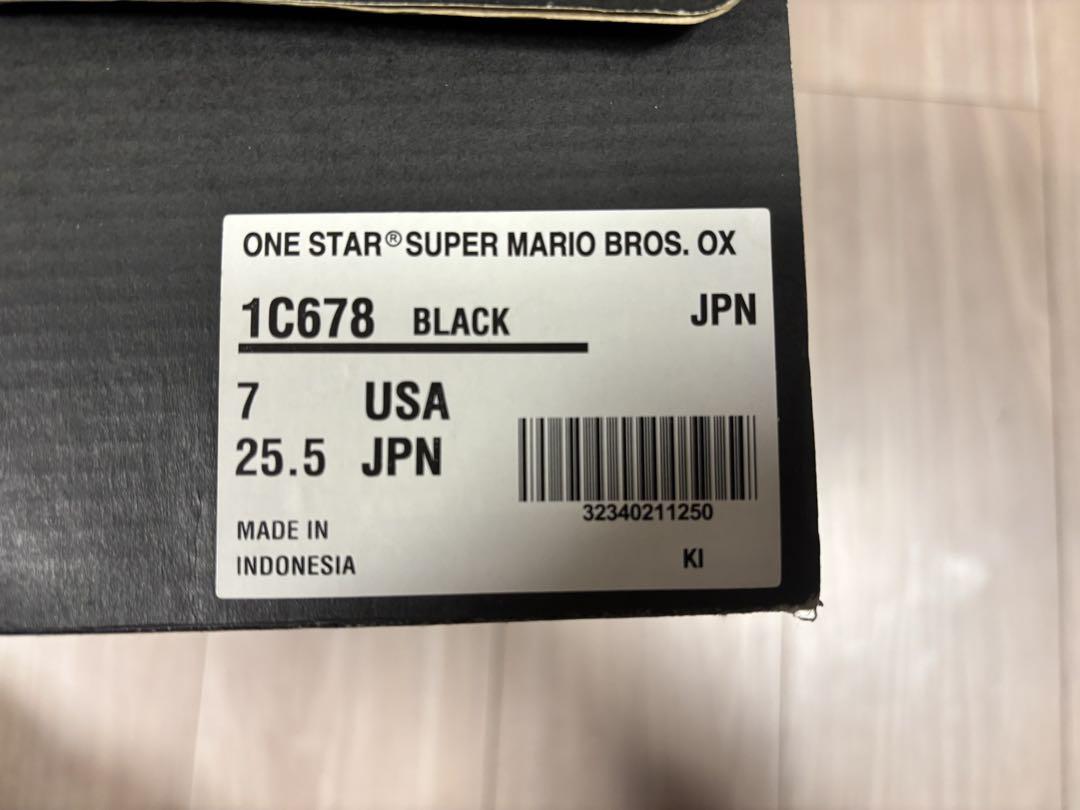 ONE STAR® SUPER MARIO BROS. OX
1C678 BLACK JPN
7 USA
25.5 JPN
32340211250
MADE IN
INDONESIA
KI